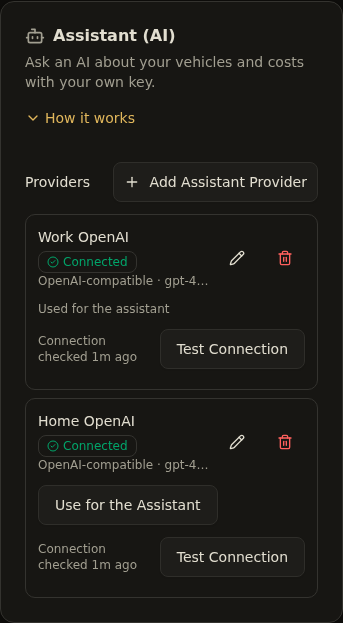 Assistant (AI)
Ask an AI about your vehicles and costs
with your own key.
How it works
Providers
Add Assistant Provider
Work OpenAI
Connected
OpenAI-compatible · gpt-4...
Used for the assistant
Connection
checked 1m ago
Test Connection
Home OpenAI
Connected
OpenAI-compatible · gpt-4...
Use for the Assistant
Connection
checked 1m ago
Test Connection